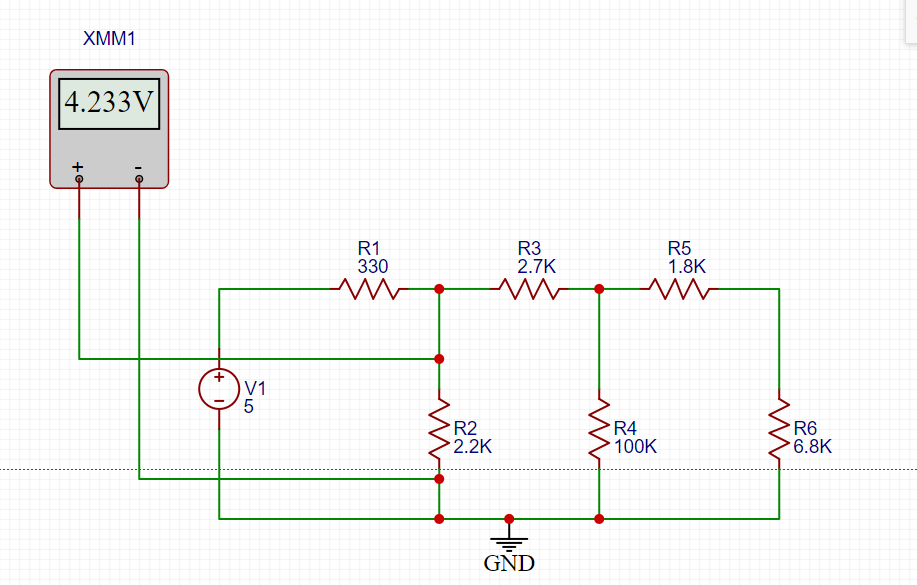 XMM1
4.233V
+ -
R1
330
R3
2.7K
R5
1.8K
+
V1
5
−
R2
2.2K
R4
100K
R6
6.8K
GND